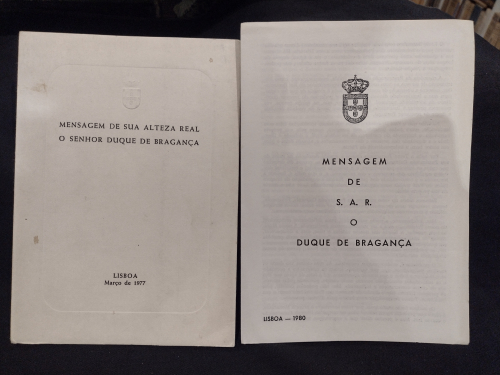 MENSAGEM DE SUA ALTEZA REAL
O SENHOR DUQUE DE BRAGANÇA
LISBOA
Março de 1977
MENSAGEM
DE
S. A. R.
O
DUQUE DE BRAGANÇA
LISBOA — 1980